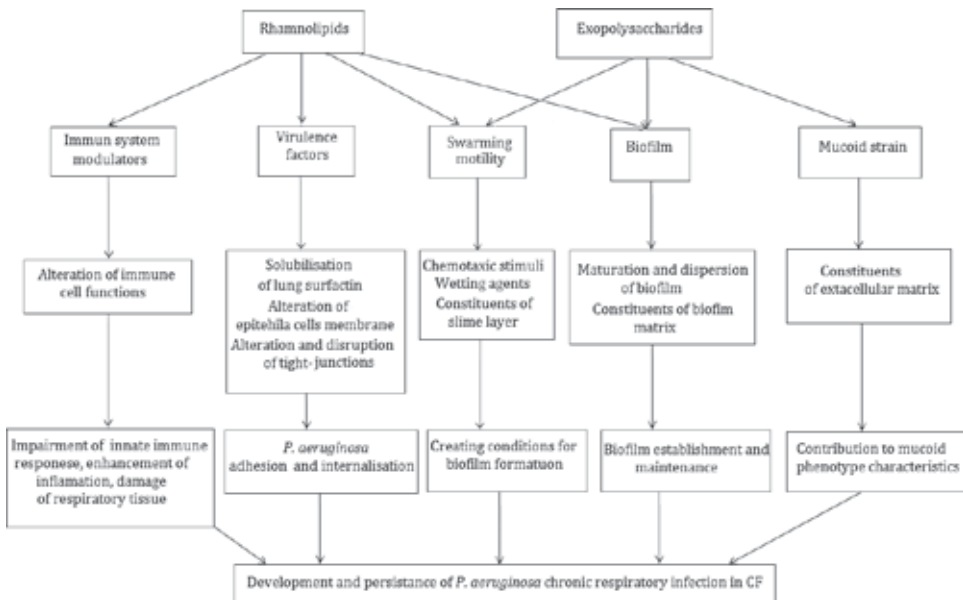 Rhamnolipids
Exopolysaccharides
Immun system
modulators
Virulence
factors
Swarming
motility
Biofilm
Mucoid strain
Alteration of immune
cell functions
Solubilisation
of lung surfactin
Alteration of
epitehila cells membrane
Alteration and disruption
of tight-junctions
Chemotaxic stimuli
Wetting agents
Constituents of
slime layer
Maturation and dispersion
of biofilm
Constituents of biofim
matrix
Constituents
of extacellular matrix
Impairment of innate immune
responese, enhancement of
inflamation, damage
of respiratory tissue
P. aeruginosa
adhesion and internalisation
Creating conditions for
biofilm formatuon
Biofilm establishment and
maintenance
Contribution to mucoid
phenotype characteristics
Development and persistance of P. aeruginosa chronic respiratory infection in CF